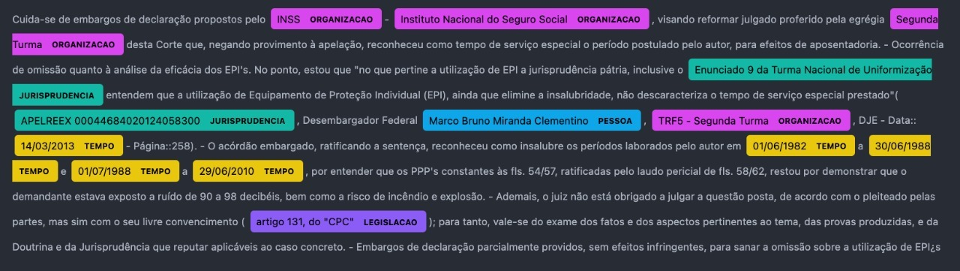 Cuida-se de embargos de declaração propostos pelo INSS ORGANIZACAO - Instituto Nacional do Seguro Social ORGANIZACAO , visando reformar julgado proferido pela egrégia Segunda
Turma ORGANIZACAO desta Corte que, negando provimento à apelação, reconheceu como tempo de serviço especial o período postulado pelo autor, para efeitos de aposentadoria. - Ocorrência
de omissão quanto à análise da eficácia dos EPI's. No ponto, estou que "no que pertine a utilização de EPI a jurisprudência pátria, inclusive o Enunciado 9 da Turma Nacional de Uniformização
JURISPRUDENCIA entendem que a utilização de Equipamento de Proteção Individual (EPI), ainda que elimine a insalubridade, não descaracteriza o tempo de serviço especial prestado"(
APELREEX 00044684020124058300 JURISPRUDENCIA , Desembargador Federal Marco Bruno Miranda Clementino PESSOA , TRF5 - Segunda Turma ORGANIZACAO , DJE - Data::
14/03/2013 TEMPO - Página::258). - O acórdão embargado, ratificando a sentença, reconheceu como insalubre os períodos laborados pelo autor em 01/06/1982 TEMPO a 30/06/1988
TEMPO e 01/07/1988 TEMPO a 29/06/2010 TEMPO , por entender que os PPP's constantes às fls. 54/57, ratificadas pelo laudo pericial de fls. 58/62, restou por demonstrar que o
demandante estava exposto a ruído de 90 a 98 decibéis, bem como a risco de incêndio e explosão. - Ademais, o juiz não está obrigado a julgar a questão posta, de acordo com o pleiteado pelas
partes, mas sim com o seu livre convencimento ( artigo 131, do "CPC" LEGISLACAO ); para tanto, vale-se do exame dos fatos e dos aspectos pertinentes ao tema, das provas produzidas, e da
Doutrina e da Jurisprudência que reputar aplicáveis ao caso concreto. - Embargos de declaração parcialmente providos, sem efeitos infringentes, para sanar a omissão sobre a utilização de EPI¿s